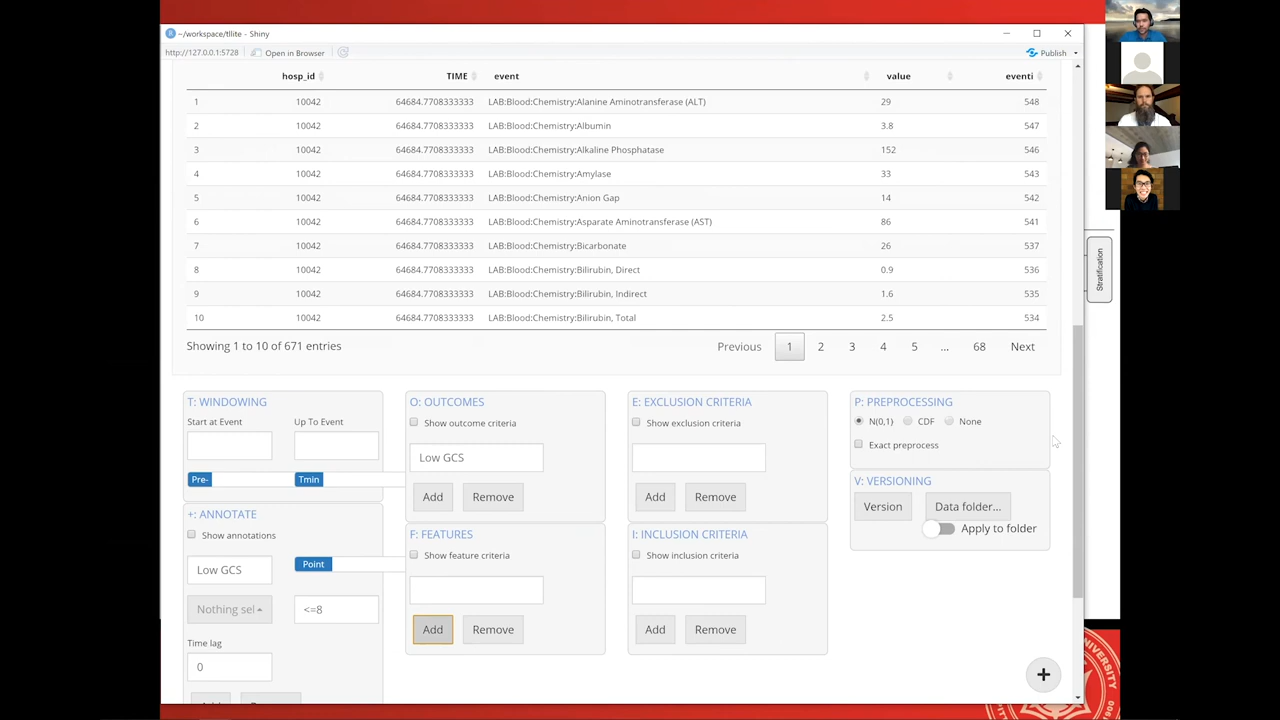 ~/workspace/tllite - Shiny
http://127.0.0.1:5728 Open in Browser Publish
hosp_id TIME event value eventi
1 10042 64684.7708333333 LAB:Blood:Chemistry:Alanine Aminotransferase (ALT) 29 548
2 10042 64684.7708333333 LAB:Blood:Chemistry:Albumin 3.8 547
3 10042 64684.7708333333 LAB:Blood:Chemistry:Alkaline Phosphatase 152 546
4 10042 64684.7708333333 LAB:Blood:Chemistry:Amylase 33 543
5 10042 64684.7708333333 LAB:Blood:Chemistry:Anion Gap 14 542
6 10042 64684.7708333333 LAB:Blood:Chemistry:Asparate Aminotransferase (AST) 86 541
7 10042 64684.7708333333 LAB:Blood:Chemistry:Bicarbonate 26 537
8 10042 64684.7708333333 LAB:Blood:Chemistry:Bilirubin, Direct 0.9 536
9 10042 64684.7708333333 LAB:Blood:Chemistry:Bilirubin, Indirect 1.6 535
10 10042 64684.7708333333 LAB:Blood:Chemistry:Bilirubin, Total 2.5 534
Showing 1 to 10 of 671 entries Previous 1 2 3 4 5 ... 68 Next
T: WINDOWING
Start at Event Up To Event
Pre- Tmin
+: ANNOTATE
Show annotations
Low GCS Point
Nothing sel <=8
Time lag
0
O: OUTCOMES
Show outcome criteria
Low GCS
Add Remove
F: FEATURES
Show feature criteria
Add Remove
E: EXCLUSION CRITERIA
Show exclusion criteria
Add Remove
I: INCLUSION CRITERIA
Show inclusion criteria
Add Remove
P: PREPROCESSING
N(0,1) CDF None
Exact preprocess
V: VERSIONING
Version Data folder...
Apply to folder
+
Stratification